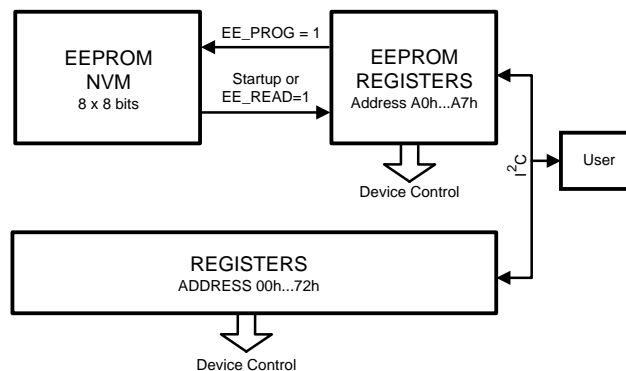 EEPROM
NVM
8 x 8 bits
EE_PROG = 1
Startup or
EE_READ=1
EEPROM
REGISTERS
Address A0h...A7h
Device Control
I²C
User
REGISTERS
ADDRESS 00h...72h
Device Control